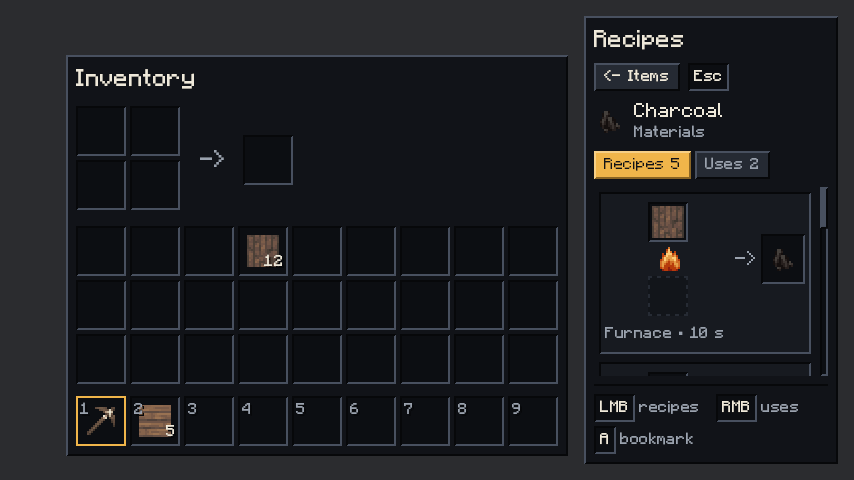 Inventory
12
1
2
5
3
4
5
6
7
8
9
Recipes
<- Items
Esc
Charcoal
Materials
Recipes 5
Uses 2
->
->
Furnace • 10 s
LMB recipes
RMB uses
A bookmark